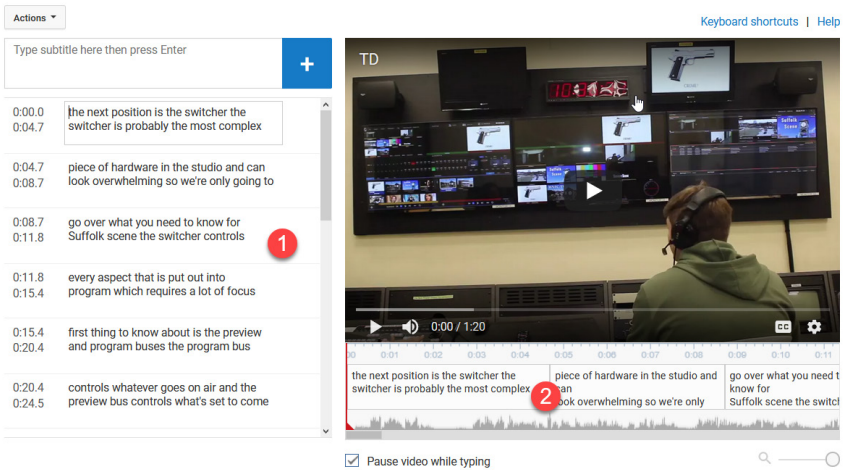 Actions
Keyboard shortcuts | Help
Type subtitle here then press Enter
+
0:00.0
0:04.7
the next position is the switcher the
switcher is probably the most complex
0:04.7
0:08.7
piece of hardware in the studio and can
look overwhelming so we're only going to
0:08.7
0:11.8
go over what you need to know for
Suffolk scene the switcher controls
1
0:11.8
0:15.4
every aspect that is put out into
program which requires a lot of focus
0:15.4
0:20.4
first thing to know about is the preview
and program buses the program bus
0:20.4
0:24.5
controls whatever goes on air and the
preview bus controls what's set to come
TD
Suffolk
Scene
0:00 / 1:20
CC
0:01 0:02 0:03 0:04 0:05 0:06 0:07 0:08 0:09 0:10 0:11
the next position is the switcher the
switcher is probably the most complex
piece of hardware in the studio and
can
look overwhelming so we're only
go over what you need t
know for
Suffolk scene the switch
2
Pause video while typing